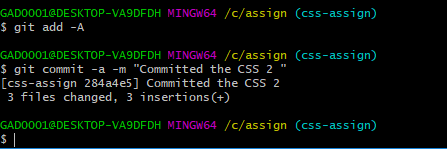 GAD0001@DESKTOP-VA9DFDH MINGW64 /c/assign (css-assign)
$ git add -A
GAD0001@DESKTOP-VA9DFDH MINGW64 /c/assign (css-assign)
$ git commit -a -m "Committed the CSS 2 "
[css-assign 284a4e5] Committed the CSS 2
 3 files changed, 3 insertions(+)
GAD0001@DESKTOP-VA9DFDH MINGW64 /c/assign (css-assign)
$